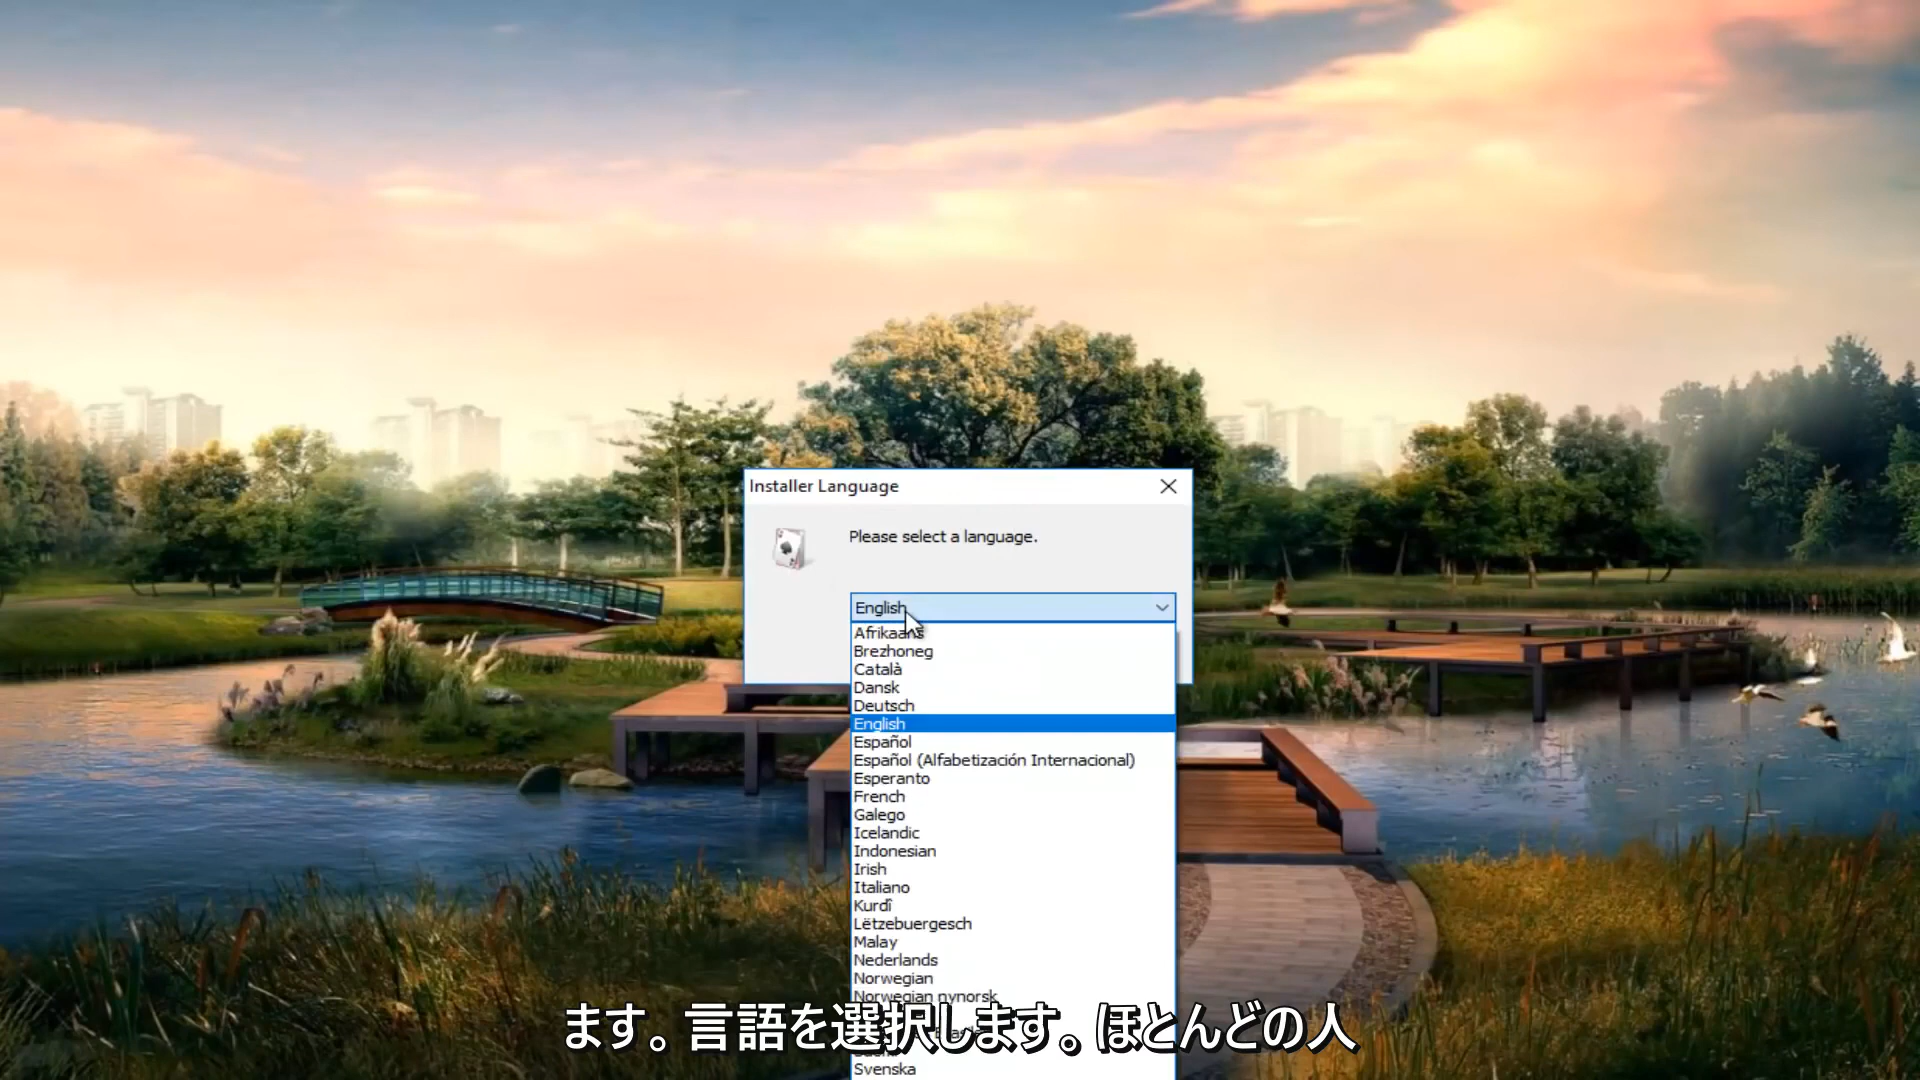 Installer Language
Please select a language.
English
Afrikaans
Brezhoneg
Català
Dansk
Deutsch
English
Español
Español (Alfabetización Internacional)
Esperanto
French
Galego
Icelandic
Indonesian
Irish
Italiano
Kurdî
Lëtzebuergesch
Malay
Nederlands
Norwegian
Norwegian nynorsk
ます。言語を選択します。ほとんどの人
Svenska